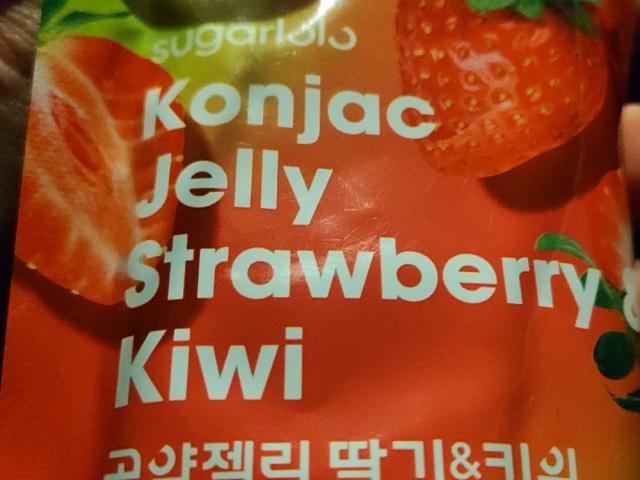 sugarlolo
Konjac
Jelly
Strawberry &
Kiwi
곤약젤리 딸기&키위